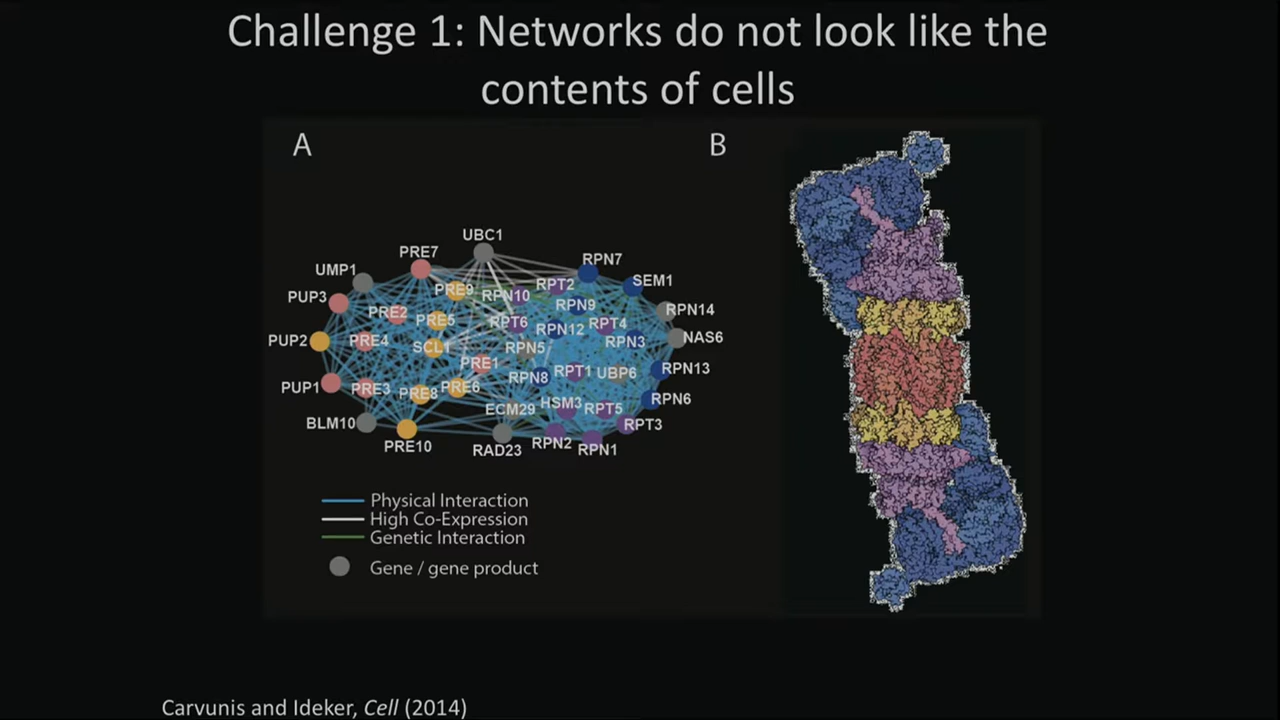 Challenge 1: Networks do not look like the
contents of cells
A
B
UBC1
PRE7
RPN7
UMP1
SEM1
PRE9
RPN10
RPT2
PUP3
RPN9
RPN14
PRE2
PRE5
RPT6
RPN12
RPT4
PUP2
PRE4
SCL1
RPN5
RPN3
NAS6
PRE1
RPN8
RPT1
UBP6
RPN13
PUP1
PRE3
PRE8
PRE6
RPN6
ECM29
HSM3
RPT5
BLM10
RPT3
PRE10
RAD23
RPN2
RPN1
Physical Interaction
High Co-Expression
Genetic Interaction
Gene / gene product
Carvunis and Ideker, Cell (2014)